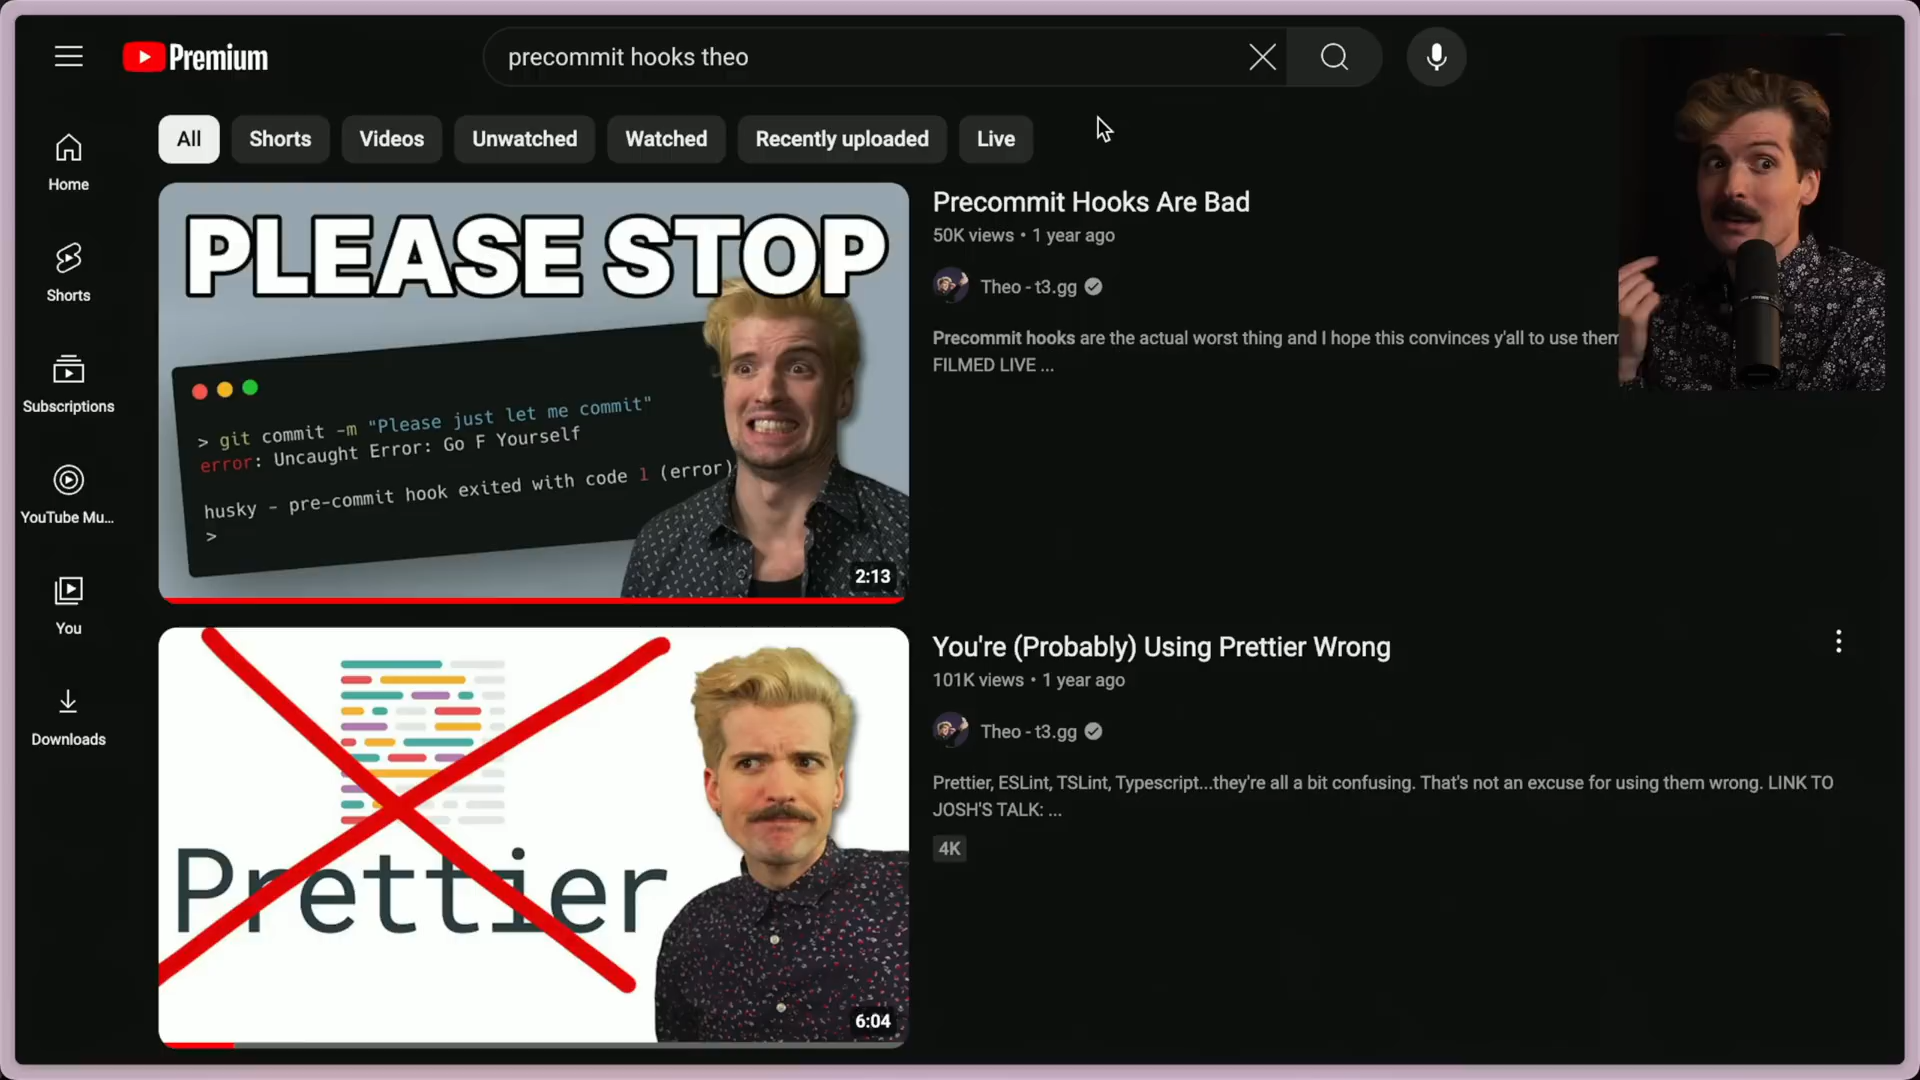 Premium
precommit hooks theo
All
Shorts
Videos
Unwatched
Watched
Recently uploaded
Live
Home
Shorts
Subscriptions
YouTube Mu...
You
Downloads
PLEASE STOP
> git commit -m "Please just let me commit"
error: Uncaught Error: Go F Yourself
husky - pre-commit hook exited with code 1 (error)
>
2:13
Precommit Hooks Are Bad
50K views • 1 year ago
Theo - t3.gg
Precommit hooks are the actual worst thing and I hope this convinces y'all to use them
FILMED LIVE ...
Prettier
6:04
You're (Probably) Using Prettier Wrong
101K views • 1 year ago
Theo - t3.gg
Prettier, ESLint, TSLint, Typescript...they're all a bit confusing. That's not an excuse for using them wrong. LINK TO
JOSH'S TALK: ...
4K